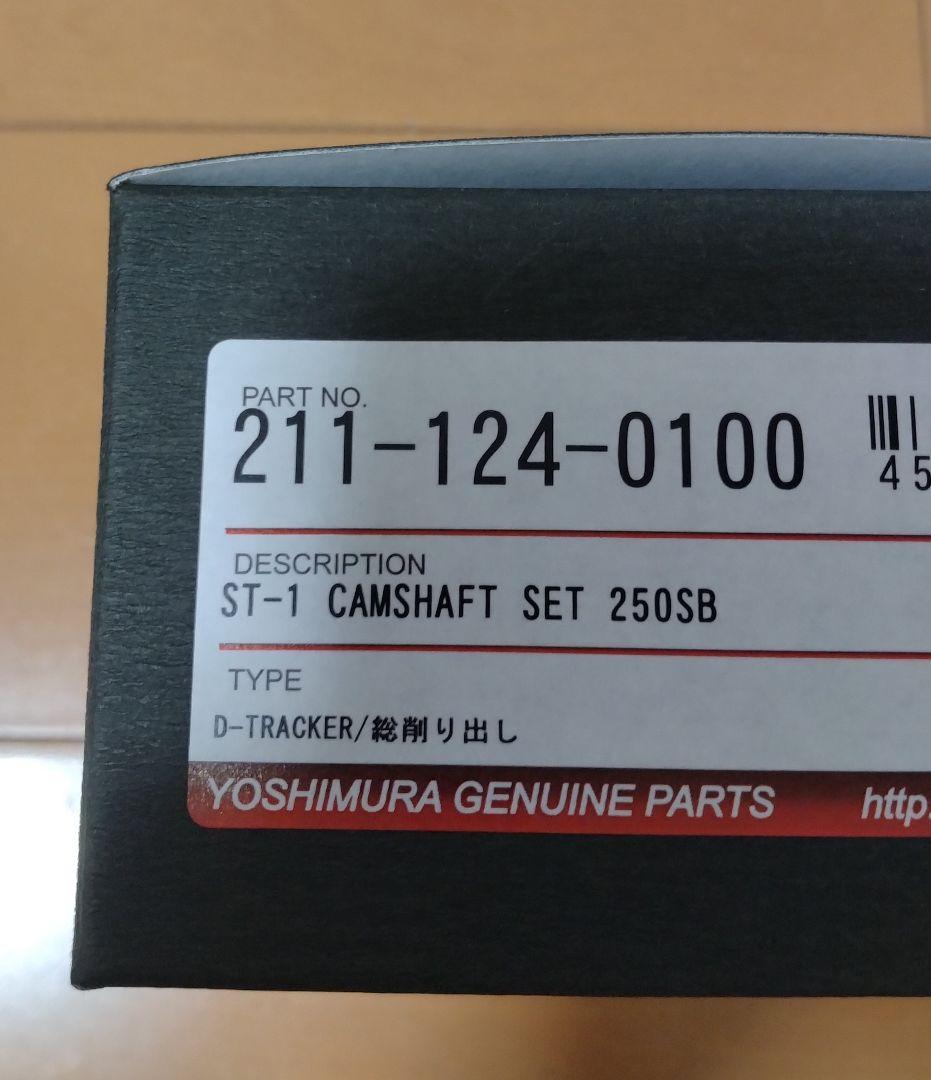 PART NO.
211-124-0100
45
DESCRIPTION
ST-1 CAMSHAFT SET 250SB
TYPE
D-TRACKER/総削り出し
YOSHIMURA GENUINE PARTS http